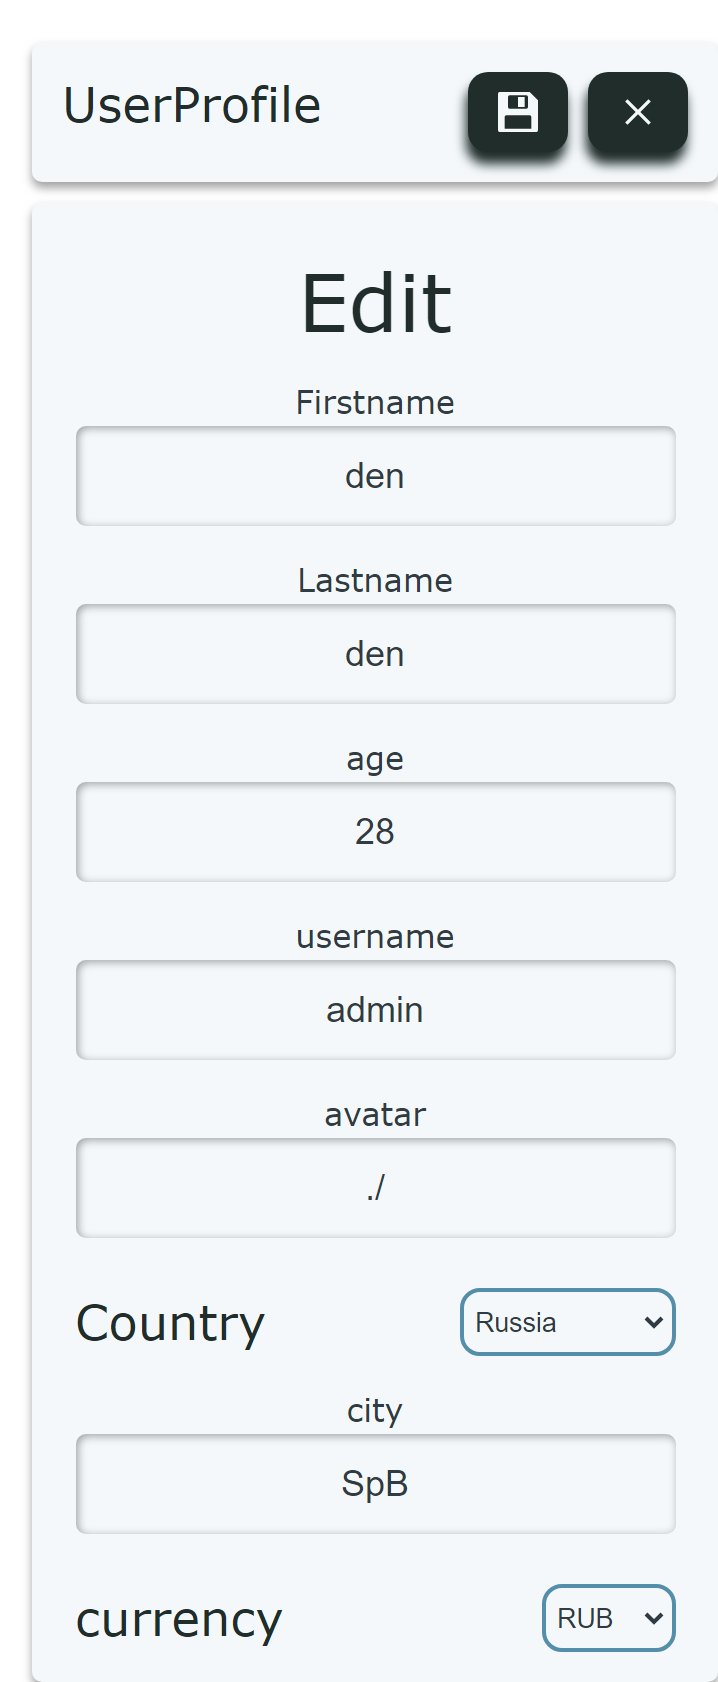 UserProfile
Edit
Firstname
den
Lastname
den
age
28
username
admin
avatar
./
Country
Russia
city
SpB
currency
RUB